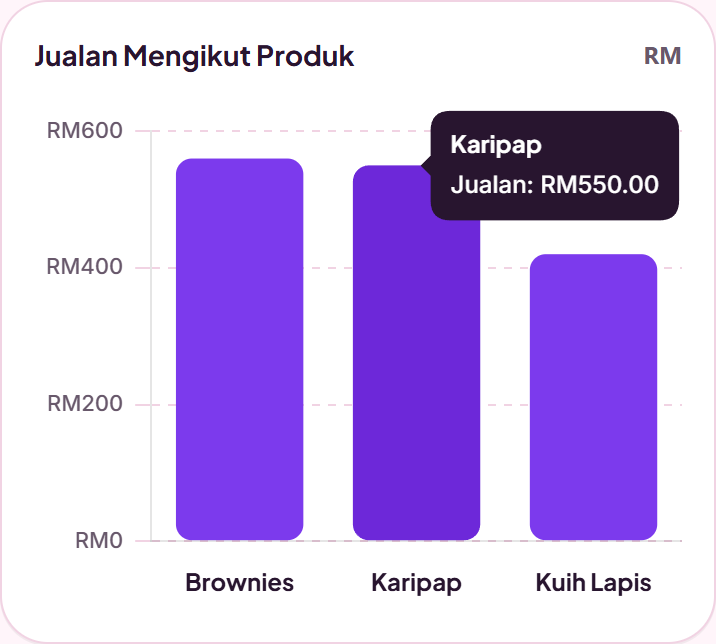 Jualan Mengikut Produk
RM
RM600
Karipap
Jualan: RM550.00
RM400
RM200
RM0
Brownies
Karipap
Kuih Lapis